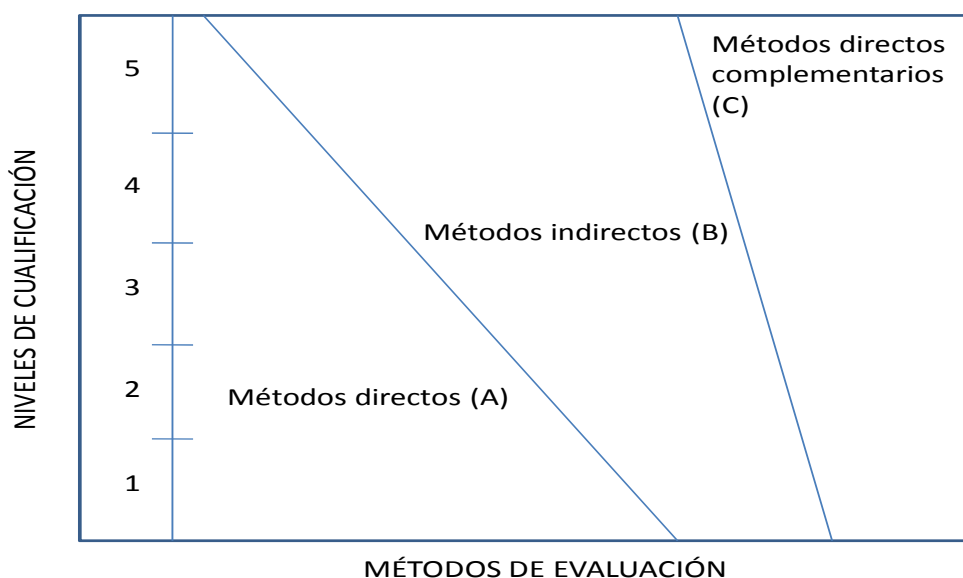 NIVELES DE CUALIFICACIÓN
5
4
3
2
1
Métodos directos
complementarios
(C)
Métodos indirectos (B)
Métodos directos (A)
MÉTODOS DE EVALUACIÓN